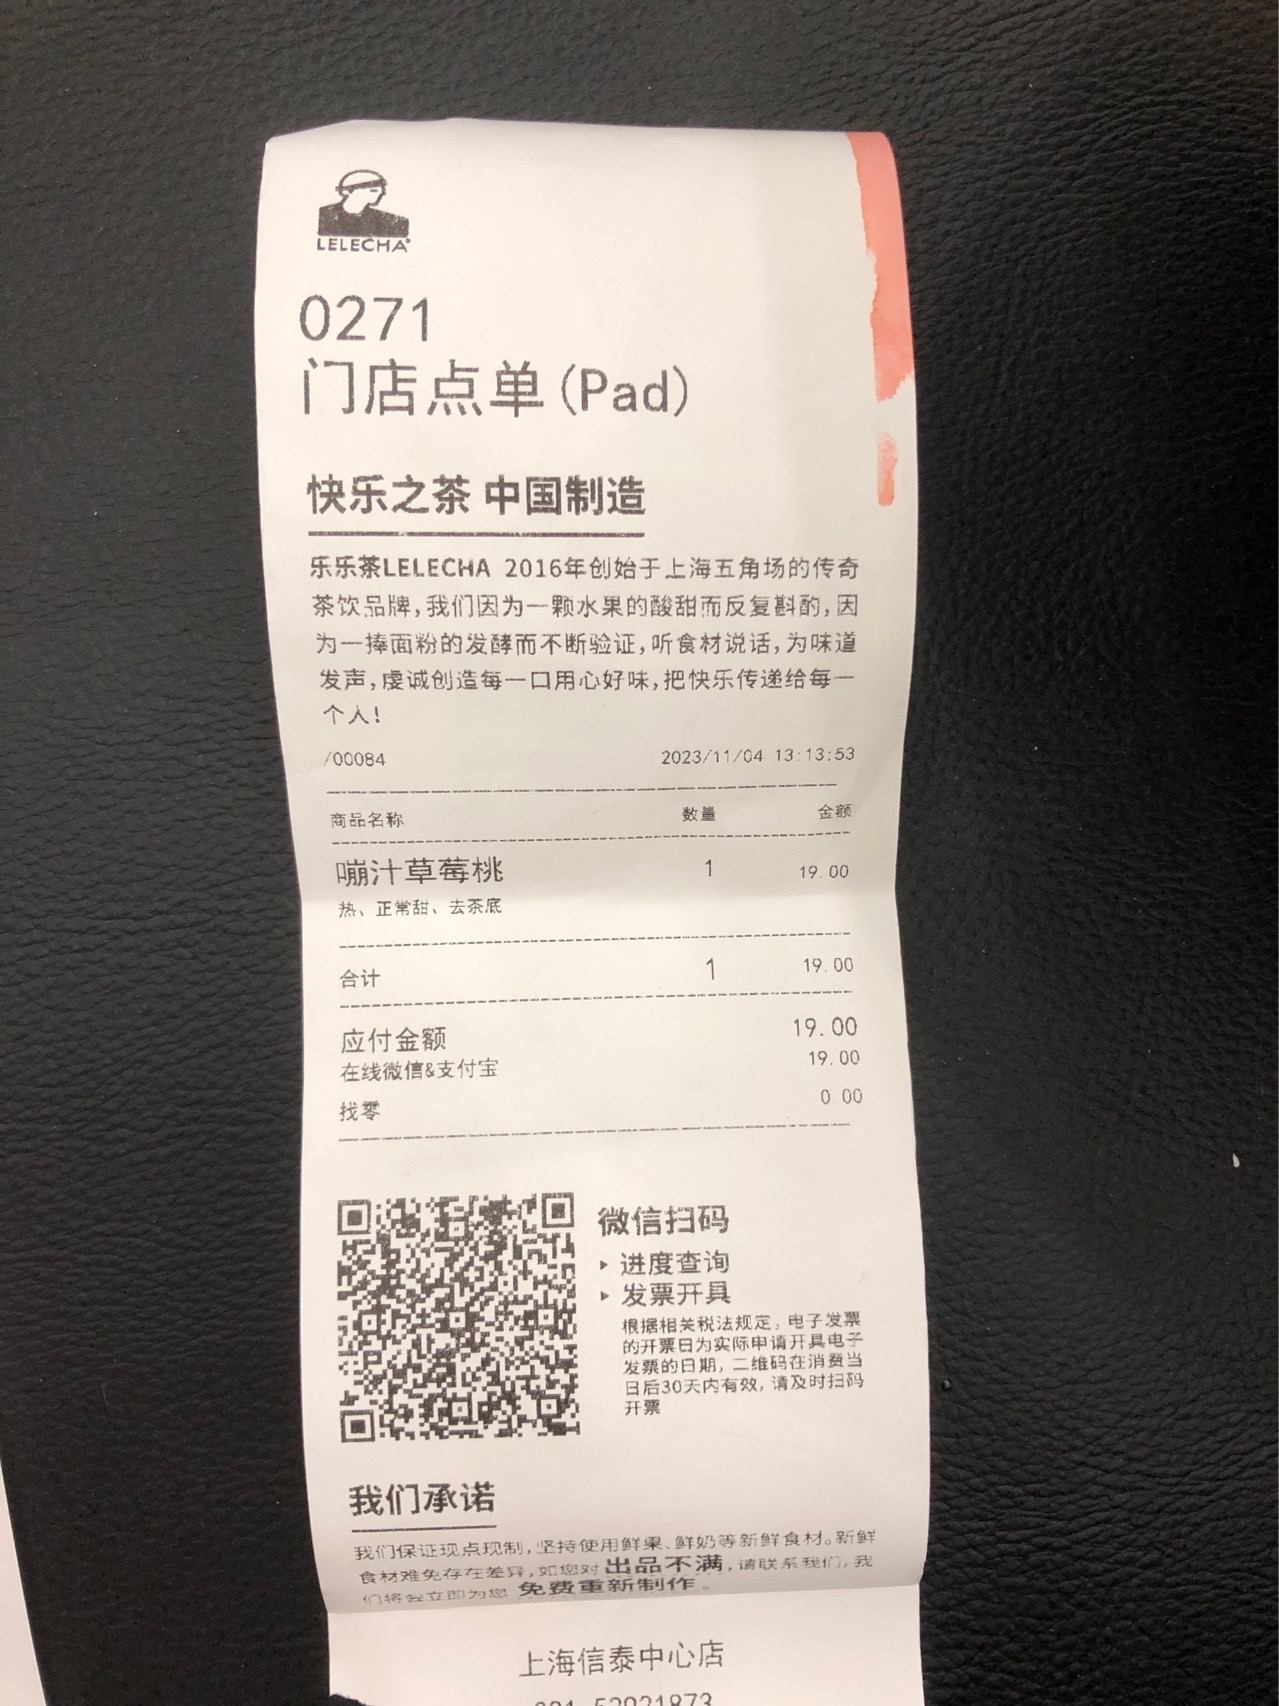 LELECHA
0271
门店点单(Pad)
快乐之茶 中国制造
乐乐茶LELECHA 2016年创始于上海五角场的传奇
茶饮品牌,我们因为一颗水果的酸甜而反复斟酌,因
为一捧面粉的发酵而不断验证,听食材说话,为味道
发声,虔诚创造每一口用心好味,把快乐传递给每一
个人!
/00084 2023/11/04 13:13:53
商品名称 数量 金额
嘣汁草莓桃 1 19.00
热、正常甜、去茶底
合计 1 19.00
应付金额 19.00
在线微信&支付宝 19.00
找零 0.00
微信扫码
▸ 进度查询
▸ 发票开具
根据相关税法规定,电子发票
的开票日为实际申请开具电子
发票的日期,二维码在消费当
日后30天内有效,请及时扫码
开票
我们承诺
我们保证现点现制,坚持使用鲜果、鲜奶等新鲜食材。新鲜
食材难免存在差异,如您对 出品不满,请联系我们,我
们将会立即为您 免费重新制作。
上海信泰中心店
021-52921873